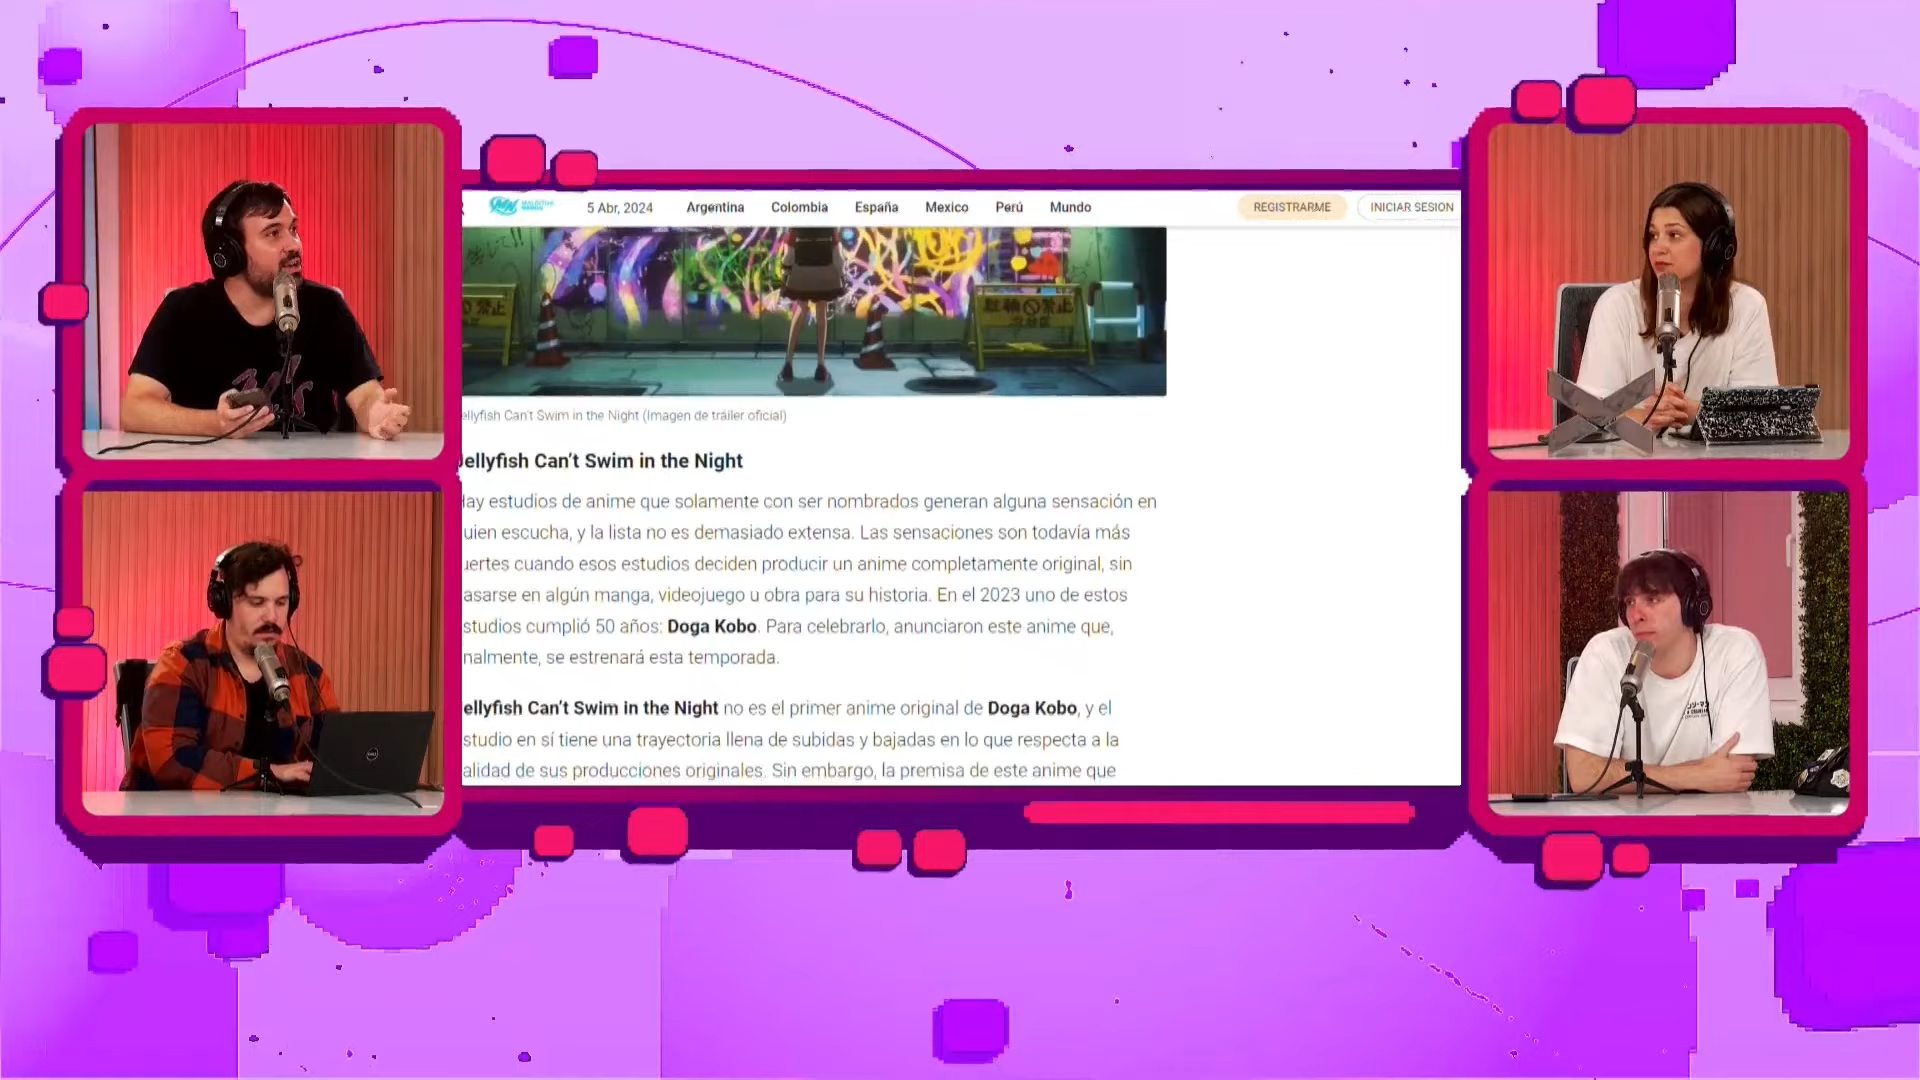 5 Abr, 2024 Argentina Colombia España Mexico Perú Mundo REGISTRARME INICIAR SESION
ellyfish Can't Swim in the Night (Imagen de tráiler oficial)
Jellyfish Can't Swim in the Night
Hay estudios de anime que solamente con ser nombrados generan alguna sensación en
uien escucha, y la lista no es demasiado extensa. Las sensaciones son todavía más
uertes cuando esos estudios deciden producir un anime completamente original, sin
asarse en algún manga, videojuego u obra para su historia. En el 2023 uno de estos
studios cumplió 50 años: Doga Kobo. Para celebrarlo, anunciaron este anime que,
nalmente, se estrenará esta temporada.
ellyfish Can't Swim in the Night no es el primer anime original de Doga Kobo, y el
studio en sí tiene una trayectoria llena de subidas y bajadas en lo que respecta a la
alidad de sus producciones originales. Sin embargo, la premisa de este anime que